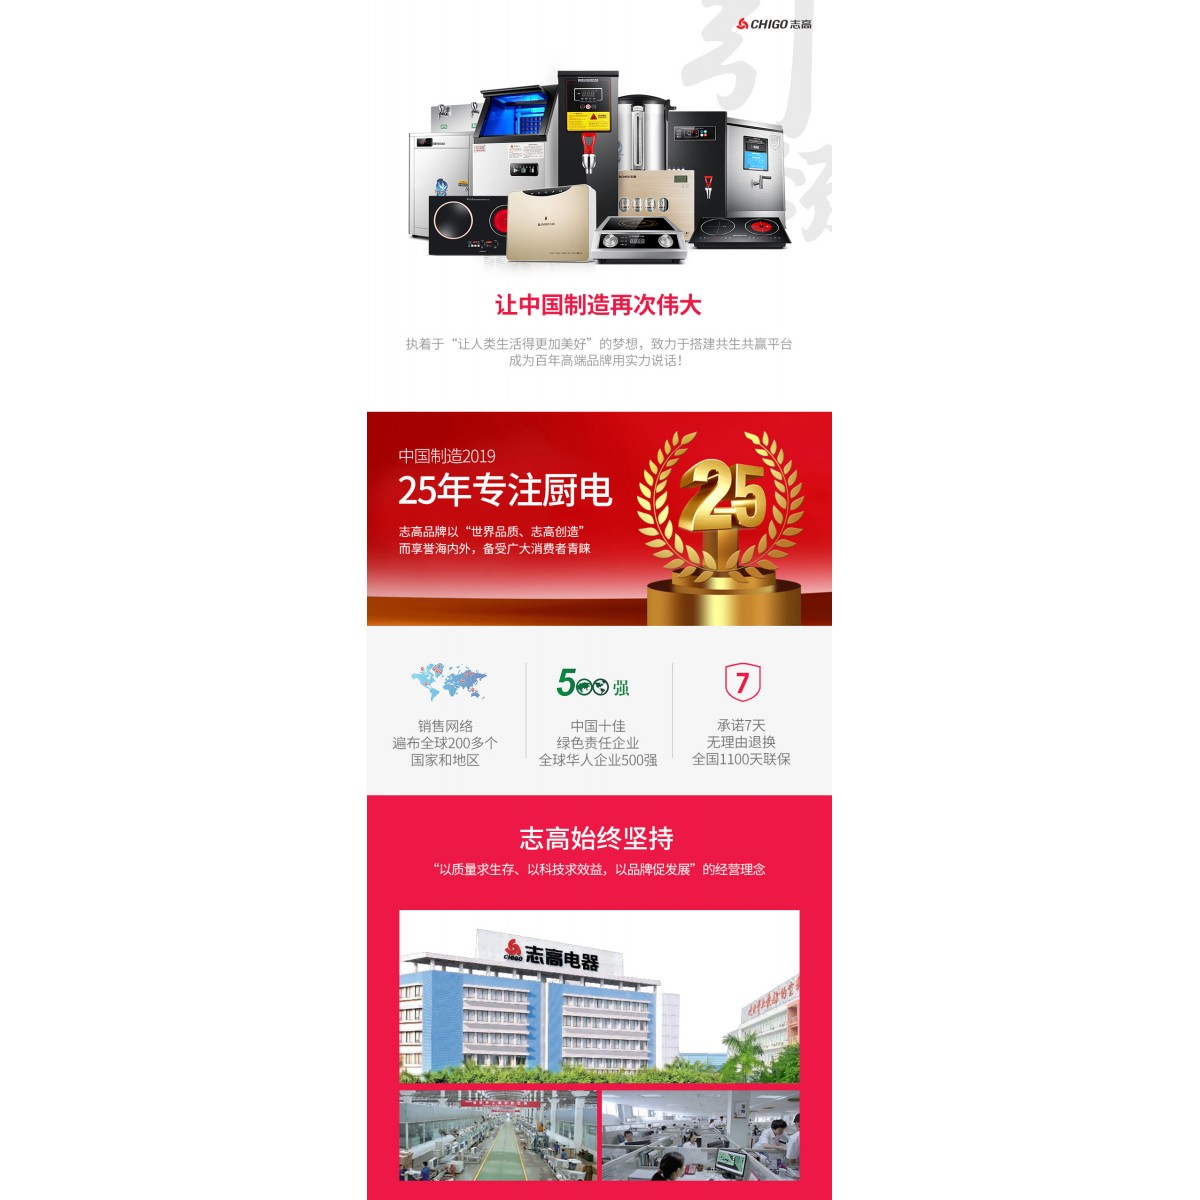 CHIGO 志高
引领
让中国制造再次伟大
执着于“让人类生活得更加美好”的梦想，致力于搭建共生共赢平台
成为百年高端品牌用实力说话！
中国制造2019
25年专注厨电
志高品牌以“世界品质、志高创造”
而享誉海内外，备受广大消费者青睐
25
销售网络
遍布全球200多个
国家和地区
500强
中国十佳
绿色责任企业
全球华人企业500强
7
承诺7天
无理由退换
全国1100天联保
志高始终坚持
“以质量求生存、以科技求效益，以品牌促发展”的经营理念
CHIGO 志高电器